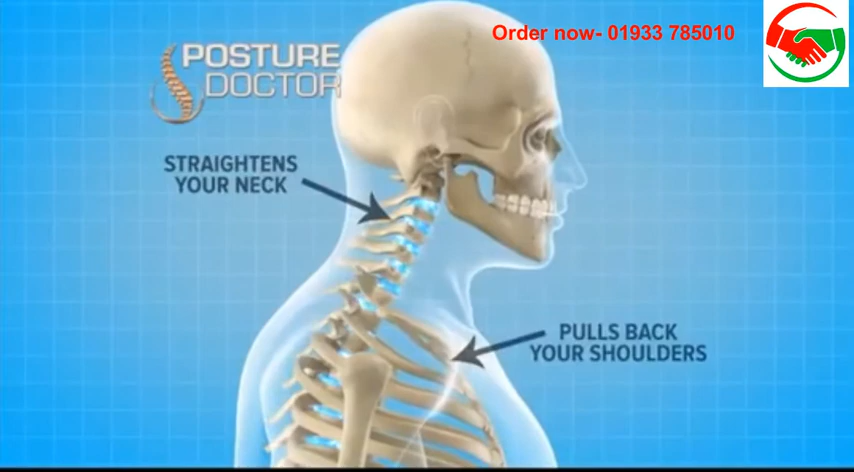 Order now- 01933 785010
POSTURE
DOCTOR
STRAIGHTENS
YOUR NECK
PULLS BACK
YOUR SHOULDERS